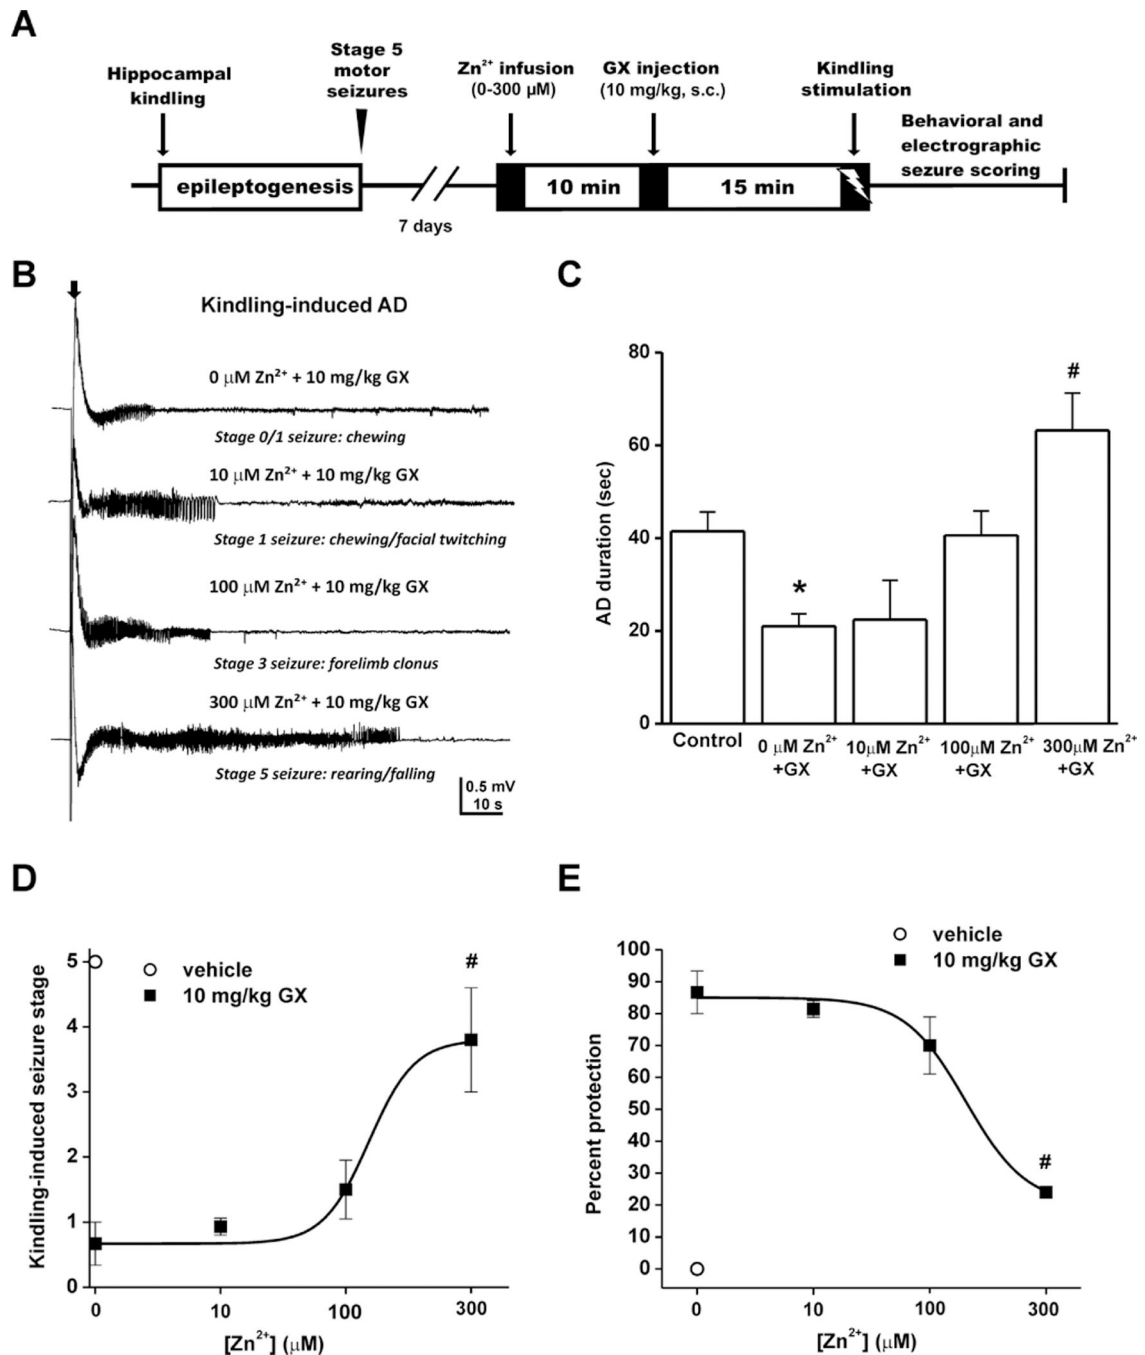 A
Hippocampal
kindling
Stage 5
motor
seizures
Zn²⁺ infusion
(0-300 µM)
GX injection
(10 mg/kg, s.c.)
Kindling
stimulation
Behavioral and
electrographic
sezure scoring
epileptogenesis
10 min
15 min
7 days
B
Kindling-induced AD
0 µM Zn²⁺ + 10 mg/kg GX
Stage 0/1 seizure: chewing
10 µM Zn²⁺ + 10 mg/kg GX
Stage 1 seizure: chewing/facial twitching
100 µM Zn²⁺ + 10 mg/kg GX
Stage 3 seizure: forelimb clonus
300 µM Zn²⁺ + 10 mg/kg GX
Stage 5 seizure: rearing/falling
0.5 mV
10 s
C
AD duration (sec)
80
60
40
20
0
*
#
Control
0 µM Zn²⁺
+GX
10µM Zn²⁺
+GX
100µM Zn²⁺
+GX
300µM Zn²⁺
+GX
D
Kindling-induced seizure stage
5
4
3
2
1
0
vehicle
10 mg/kg GX
#
0
10
100
300
[Zn²⁺] (µM)
E
Percent protection
100
90
80
70
60
50
40
30
20
10
0
vehicle
10 mg/kg GX
#
0
10
100
300
[Zn²⁺] (µM)